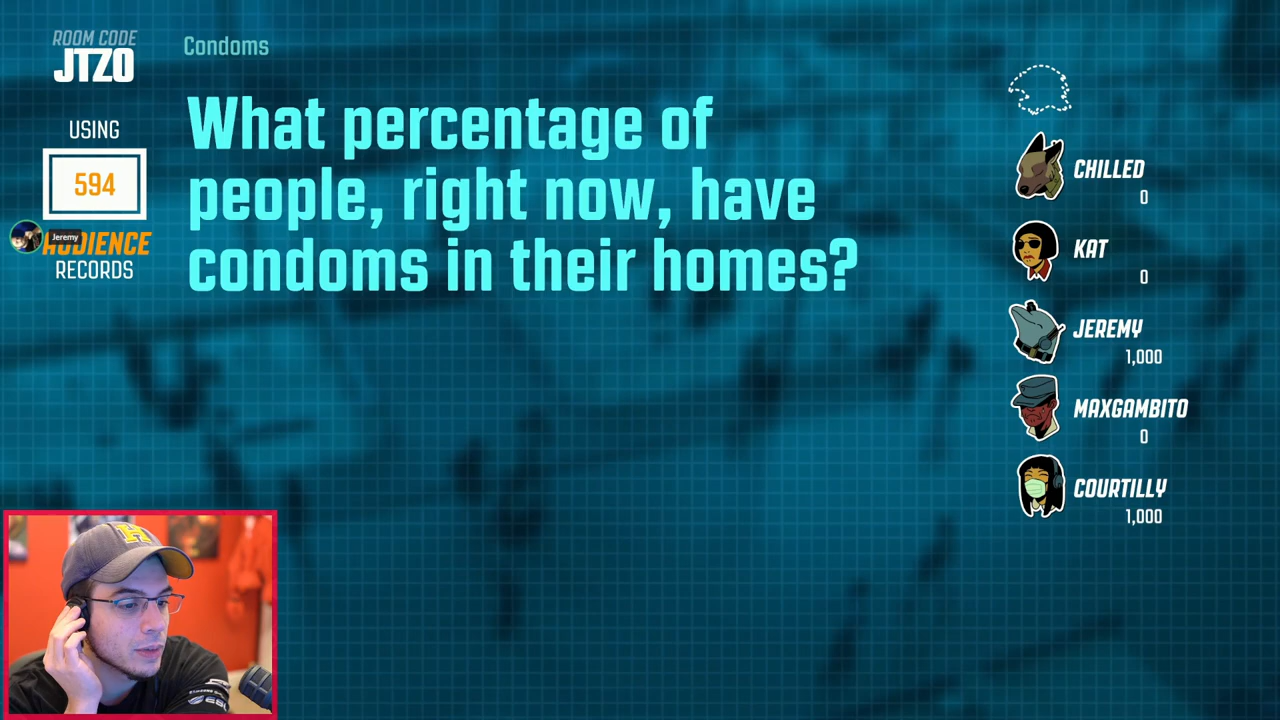 ROOM CODE
JTZO
Condoms
What percentage of
people, right now, have
condoms in their homes?
USING
594
Jeremy
AUDIENCE
RECORDS
CHILLED
0
KAT
0
JEREMY
1,000
MAXGAMBITO
0
COURTILLY
1,000
H